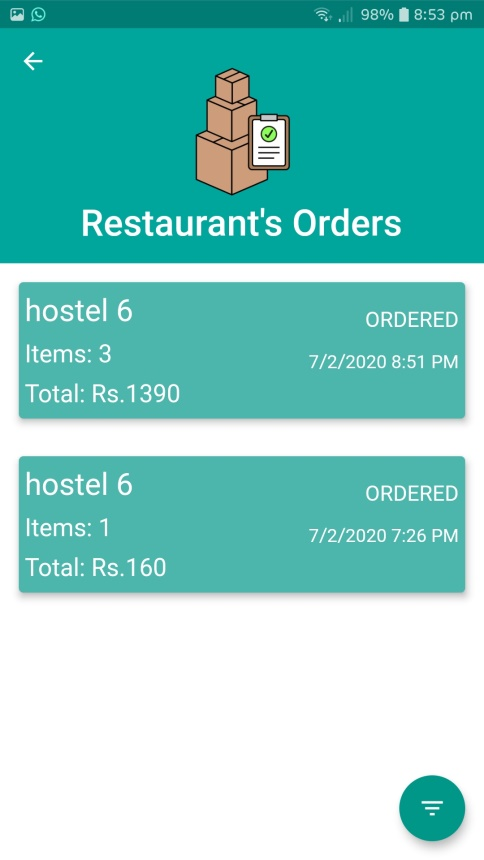 98% 8:53 pm
Restaurant's Orders
hostel 6
ORDERED
Items: 3
7/2/2020 8:51 PM
Total: Rs.1390
hostel 6
ORDERED
Items: 1
7/2/2020 7:26 PM
Total: Rs.160